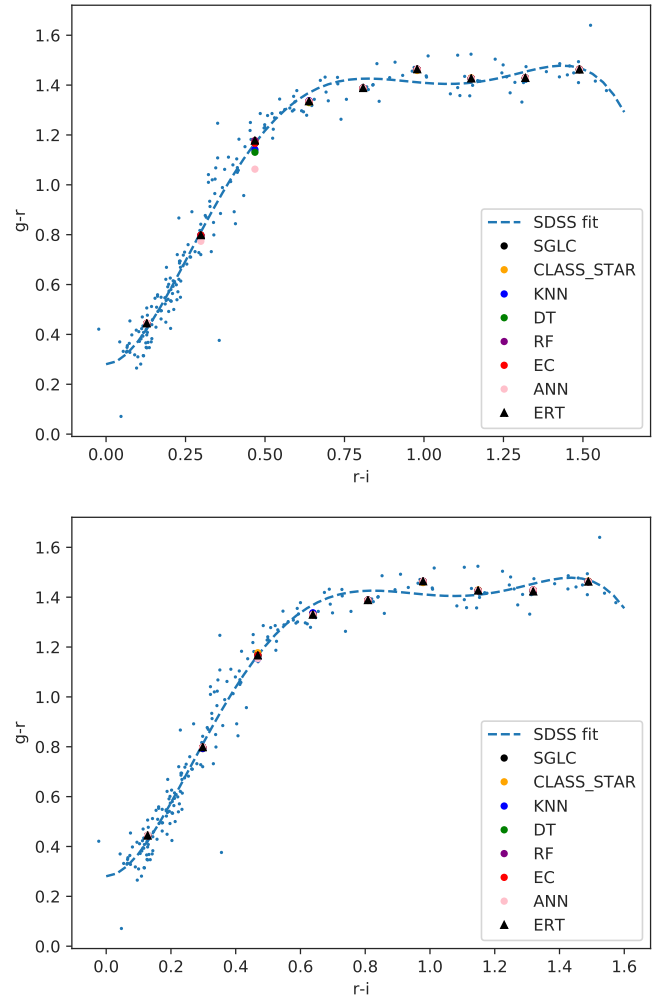 1.6
1.4
1.2
1.0
0.8
0.6
0.4
0.2
0.0
g-r
SDSS fit
SGLC
CLASS_STAR
KNN
DT
RF
EC
ANN
ERT
0.00 0.25 0.50 0.75 1.00 1.25 1.50
r-i
1.6
1.4
1.2
1.0
0.8
0.6
0.4
0.2
0.0
g-r
SDSS fit
SGLC
CLASS_STAR
KNN
DT
RF
EC
ANN
ERT
0.0 0.2 0.4 0.6 0.8 1.0 1.2 1.4 1.6
r-i